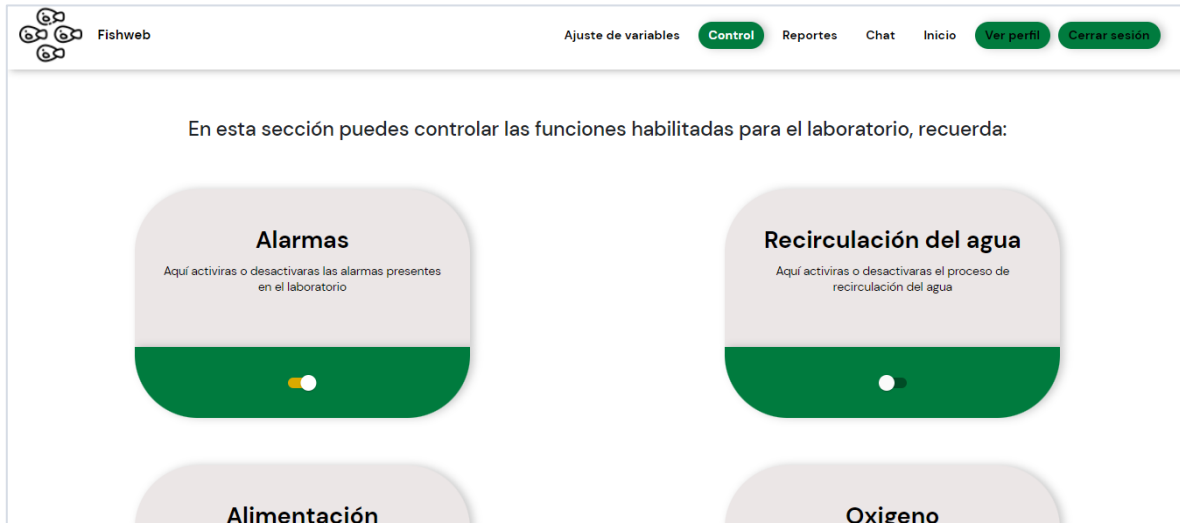 Fishweb
Ajuste de variables
Control
Reportes
Chat
Inicio
Ver perfil
Cerrar sesión
En esta sección puedes controlar las funciones habilitadas para el laboratorio, recuerda:
Alarmas
Aquí activiras o desactivaras las alarmas presentes
en el laboratorio
Recirculación del agua
Aquí activiras o desactivaras el proceso de
recirculación del agua
Alimentación
Oxigeno